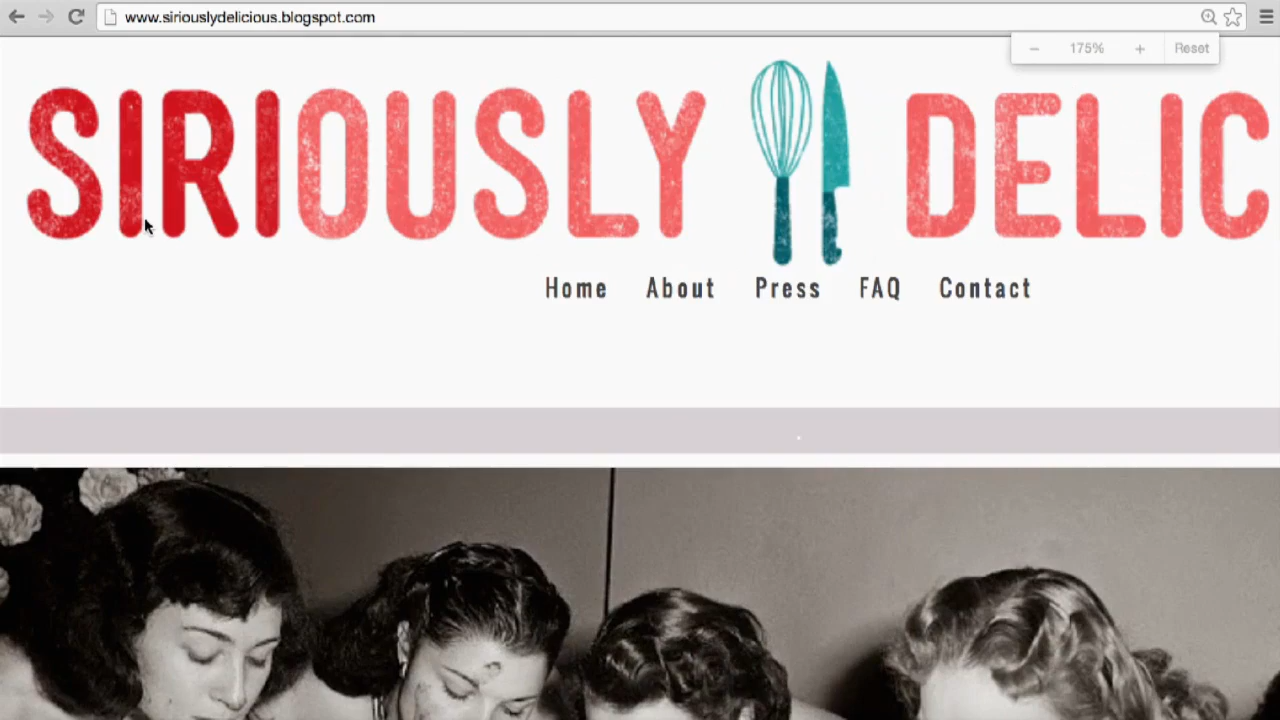 www.siriouslydelicious.blogspot.com
− 175% + Reset
SIRIOUSLY DELIC
Home About Press FAQ Contact